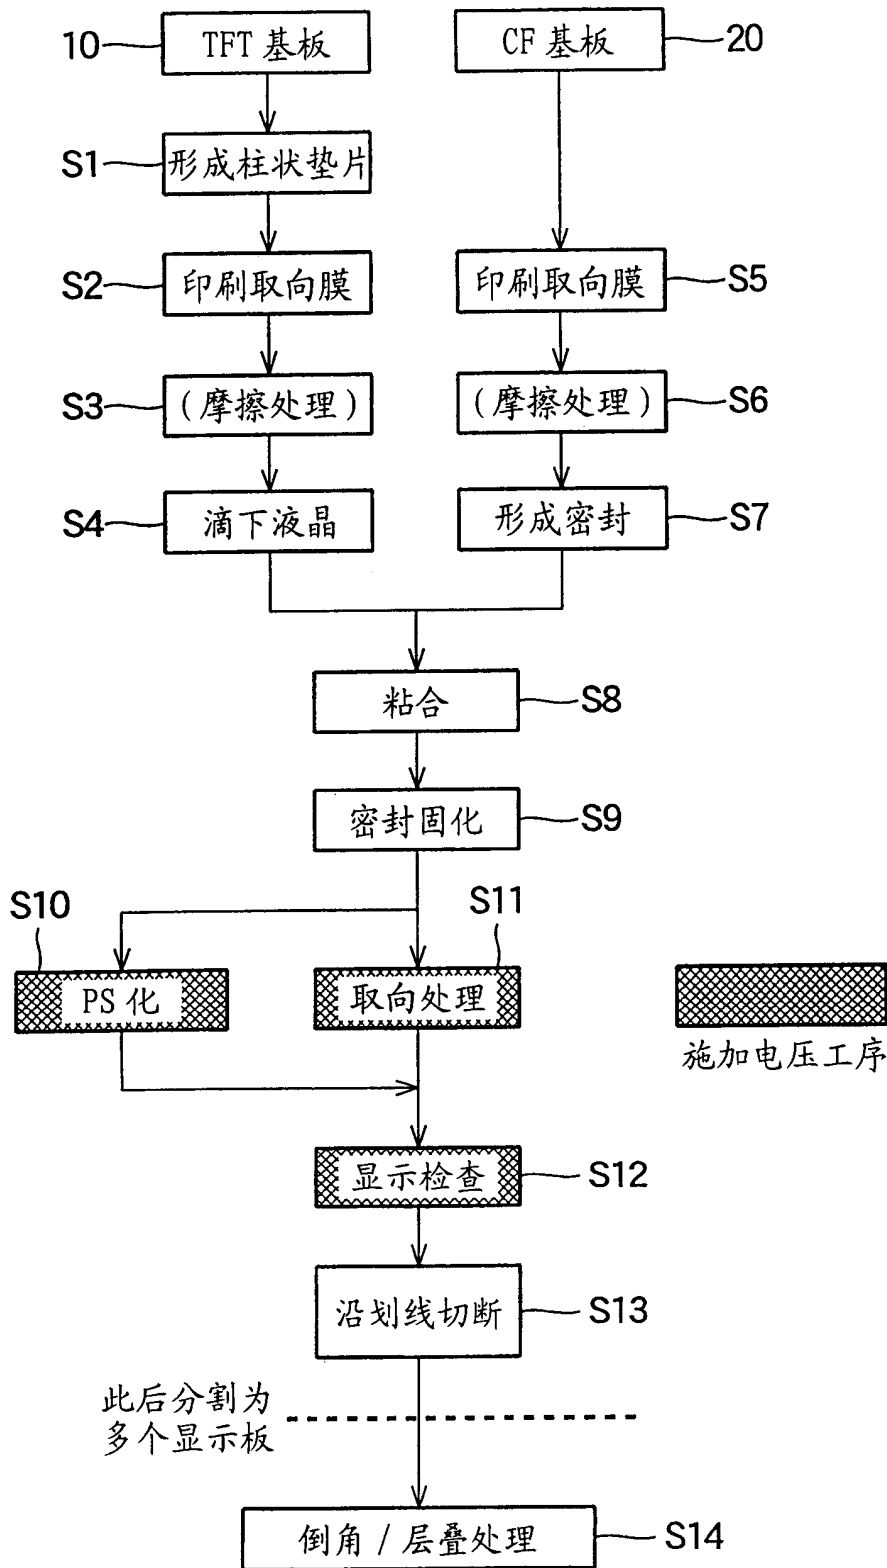 10
TFT 基板
CF 基板
20
S1
形成柱状垫片
S2
印刷取向膜
印刷取向膜
S5
S3
(摩擦处理)
(摩擦处理)
S6
S4
滴下液晶
形成密封
S7
粘合
S8
密封固化
S9
S10
S11
PS 化
取向处理
施加电压工序
显示检查
S12
沿划线切断
S13
此后分割为
多个显示板
倒角/层叠处理
S14